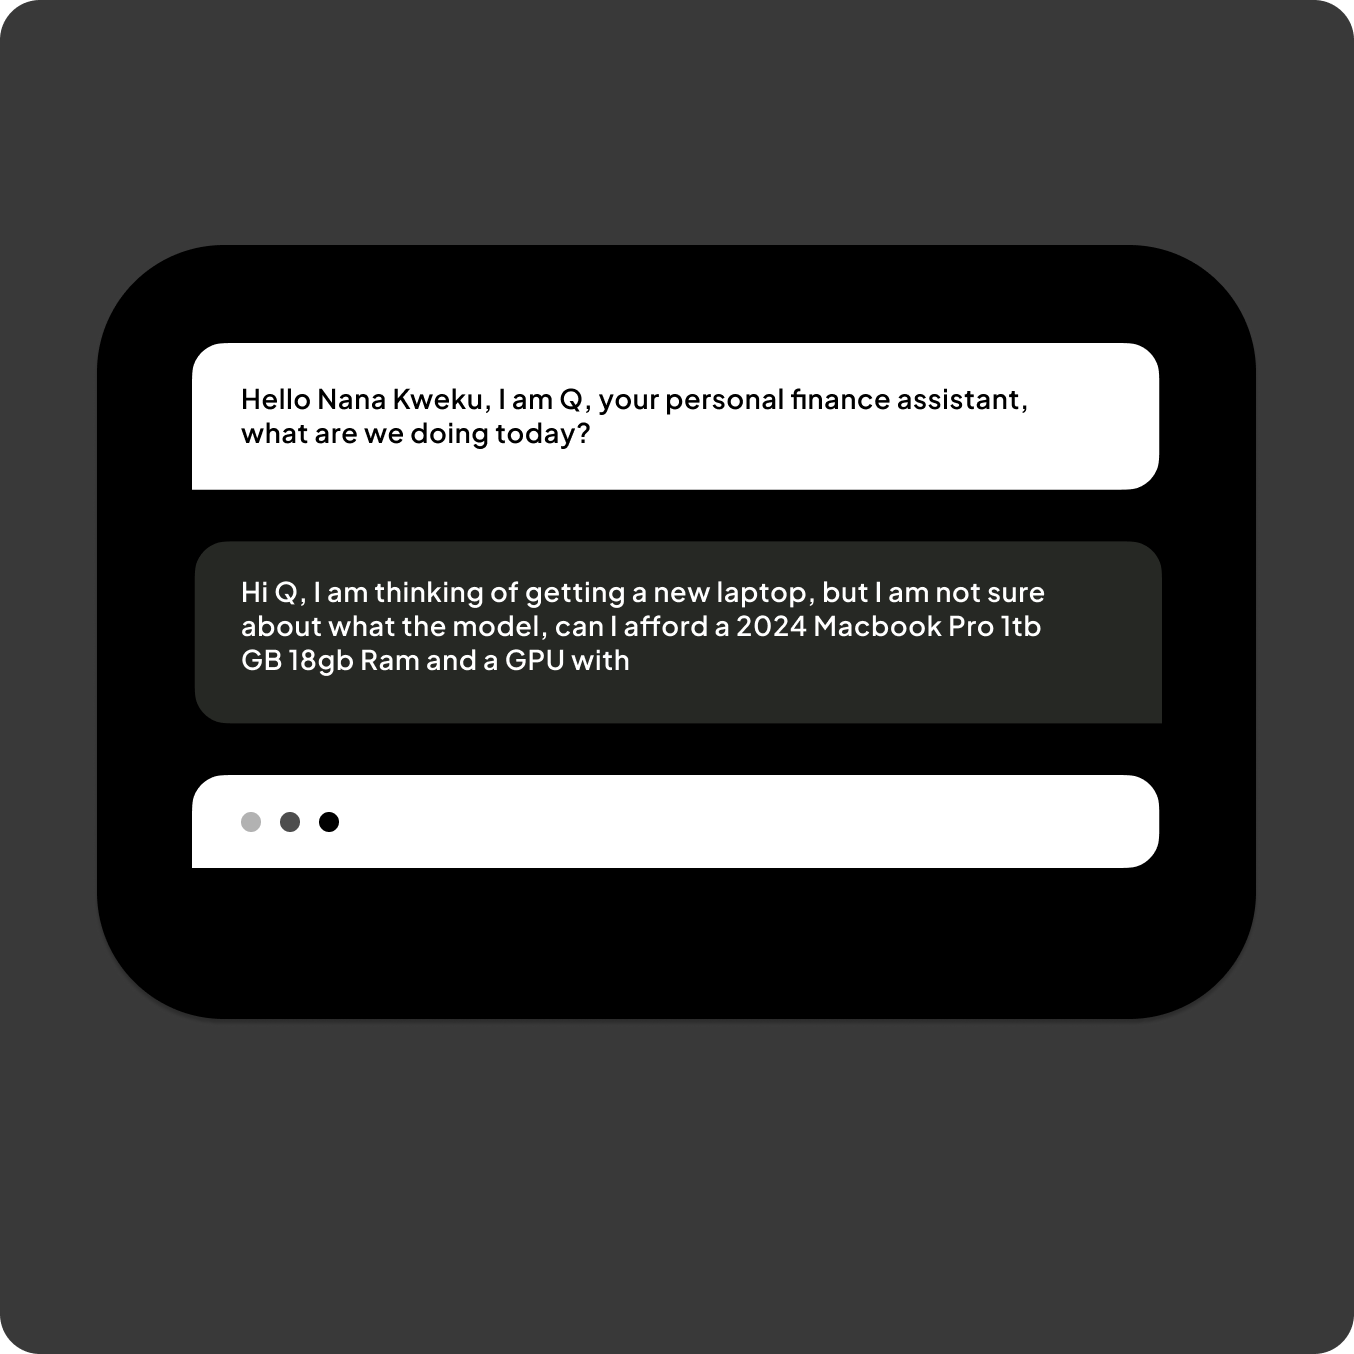 Hello Nana Kweku, I am Q, your personal finance assistant,
what are we doing today?
Hi Q, I am thinking of getting a new laptop, but I am not sure
about what the model, can I afford a 2024 Macbook Pro 1tb
GB 18gb Ram and a GPU with